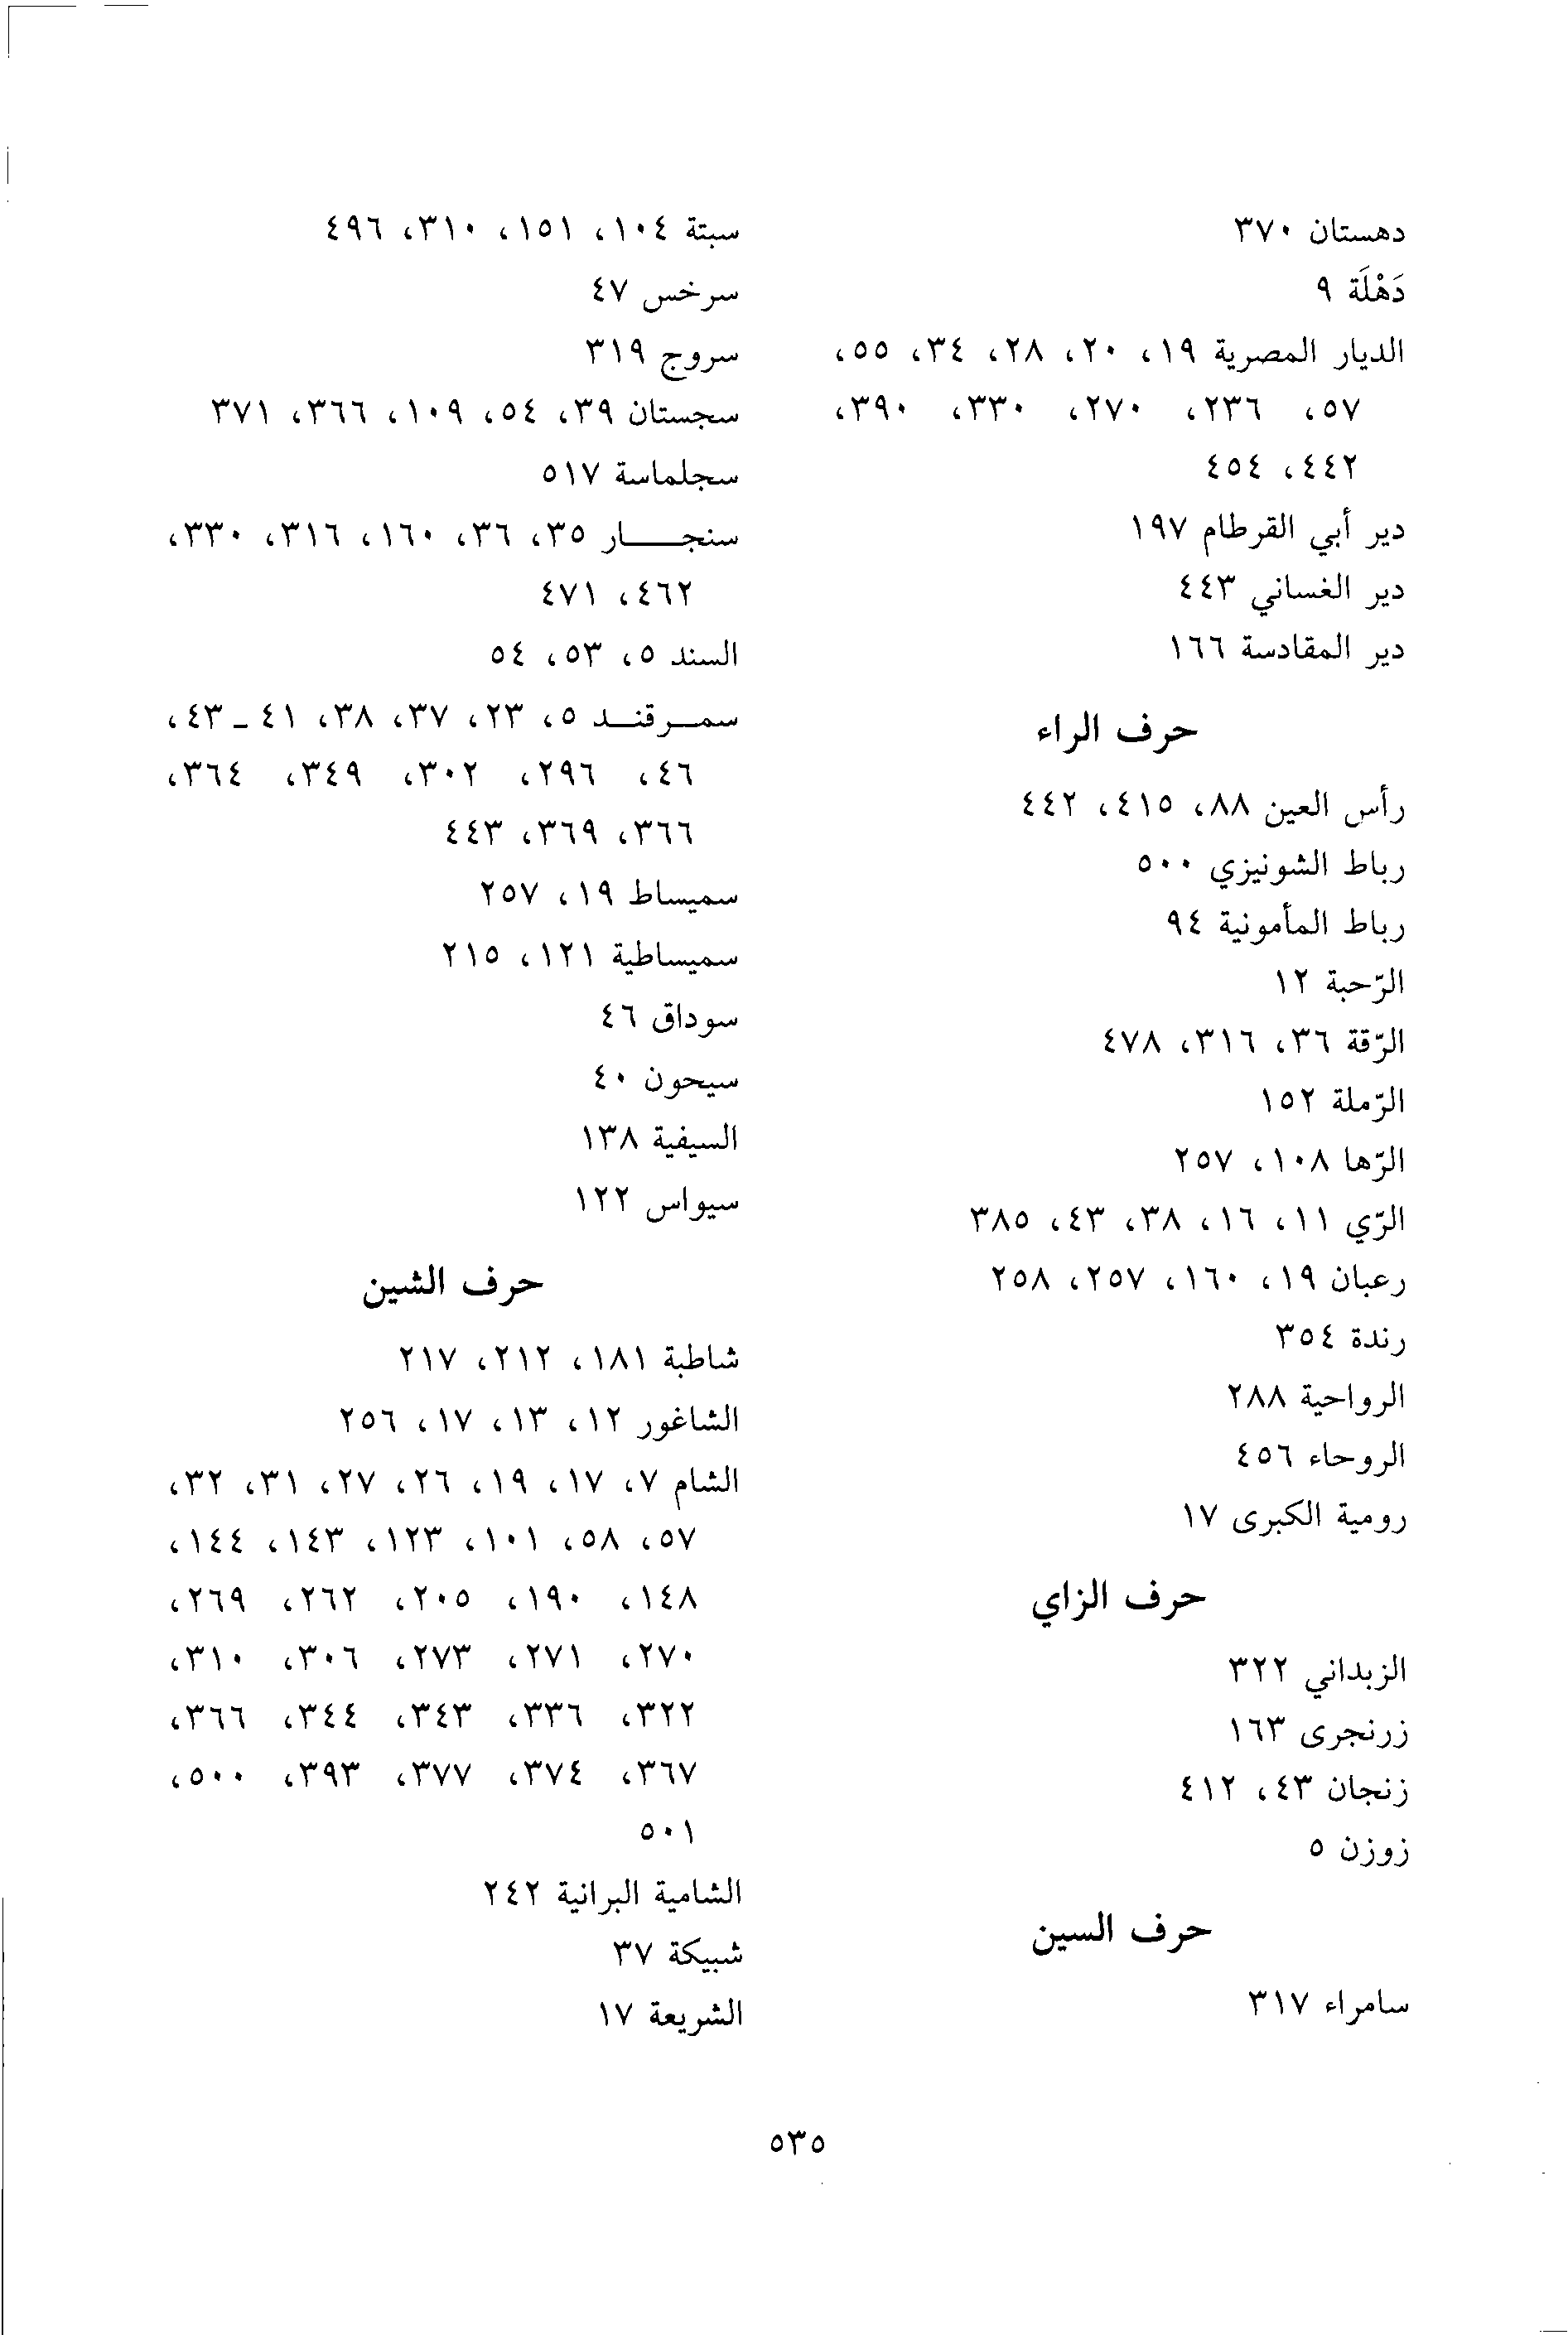 دهستان ٣٧٠
دَهْلَة ٩
الديار المصرية ١٩، ٢٠، ٢٨، ٣٤، ٥٥،
٥٧، ٢٣٦، ٢٧٠، ٣٣٠، ٣٩٠،
٤٤٢، ٤٥٤
دير أبي القرطام ١٩٧
دير الغساني ٤٤٣
دير المقادسة ١٦٦
حرف الراء
رأس العين ٨٨، ٤١٥، ٤٤٢
رباط الشونيزي ٥٠٠
رباط المأمونية ٩٤
الرّحبة ١٢
الرّقة ٣٦، ٣١٦، ٤٧٨
الرّملة ١٥٢
الرّها ١٠٨، ٢٥٧
الرّي ١١، ١٦، ٣٨، ٤٣، ٣٨٥
رعبان ١٩، ١٦٠، ٢٥٧، ٢٥٨
رندة ٣٥٤
الرواحية ٢٨٨
الروحاء ٤٥٦
رومية الكبرى ١٧
حرف الزاي
الزبداني ٣٢٢
زرنجرى ١٦٣
زنجان ٤٣، ٤١٢
زوزن ٥
حرف السين
سامراء ٣١٧
سبتة ١٠٤، ١٥١، ٣١٠، ٤٩٦
سرخس ٤٧
سروج ٣١٩
سجستان ٣٩، ٥٤، ١٠٩، ٣٦٦، ٣٧١
سجلماسة ٥١٧
سنجـــار ٣٥، ٣٦، ١٦٠، ٣١٦، ٣٣٠،
٤٦٢، ٤٧١
السند ٥، ٥٣، ٥٤
سمـرقنـد ٥، ٢٣، ٣٧، ٣٨، ٤١ ـ ٤٣،
٤٦، ٢٩٦، ٣٠٢، ٣٤٩، ٣٦٤،
٣٦٦، ٣٦٩، ٤٤٣
سميساط ١٩، ٢٥٧
سميساطية ١٢١، ٢١٥
سوداق ٤٦
سيحون ٤٠
السيفية ١٣٨
سيواس ١٢٢
حرف الشين
شاطبة ١٨١، ٢١٢، ٢١٧
الشاغور ١٢، ١٣، ١٧، ٢٥٦
الشام ٧، ١٧، ١٩، ٢٦، ٢٧، ٣١، ٣٢،
٥٧، ٥٨، ١٠١، ١٢٣، ١٤٣، ١٤٤،
١٤٨، ١٩٠، ٢٠٥، ٢٦٢، ٢٦٩،
٢٧٠، ٢٧١، ٢٧٣، ٣٠٦، ٣١٠،
٣٢٢، ٣٣٦، ٣٤٣، ٣٤٤، ٣٦٦،
٣٦٧، ٣٧٤، ٣٧٧، ٣٩٣، ٥٠٠،
٥٠١
الشامية البرانية ٢٤٢
شبيكة ٣٧
الشريعة ١٧
٥٣٥